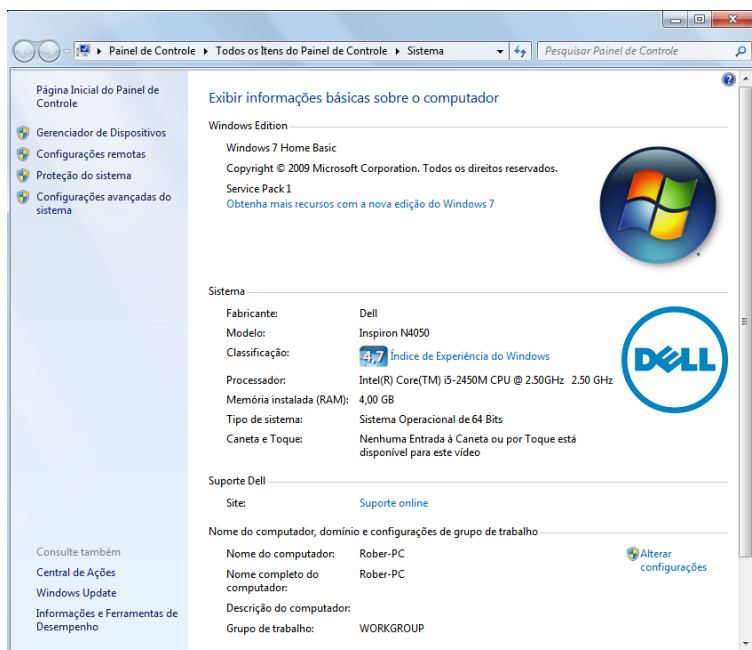 Painel de Controle ▸ Todos os Itens do Painel de Controle ▸ Sistema
Pesquisar Painel de Controle
Página Inicial do Painel de
Controle
Gerenciador de Dispositivos
Configurações remotas
Proteção do sistema
Configurações avançadas do
sistema
Consulte também
Central de Ações
Windows Update
Informações e Ferramentas de
Desempenho
Exibir informações básicas sobre o computador
Windows Edition
Windows 7 Home Basic
Copyright © 2009 Microsoft Corporation. Todos os direitos reservados.
Service Pack 1
Obtenha mais recursos com a nova edição do Windows 7
Sistema
Fabricante: Dell
Modelo: Inspiron N4050
Classificação: 4,7 Índice de Experiência do Windows
Processador: Intel(R) Core(TM) i5-2450M CPU @ 2.50GHz 2.50 GHz
Memória instalada (RAM): 4,00 GB
Tipo de sistema: Sistema Operacional de 64 Bits
Caneta e Toque: Nenhuma Entrada à Caneta ou por Toque está
disponível para este vídeo
DELL
Suporte Dell
Site: Suporte online
Nome do computador, domínio e configurações de grupo de trabalho
Nome do computador: Rober-PC
Alterar
configurações
Nome completo do
computador: Rober-PC
Descrição do computador:
Grupo de trabalho: WORKGROUP